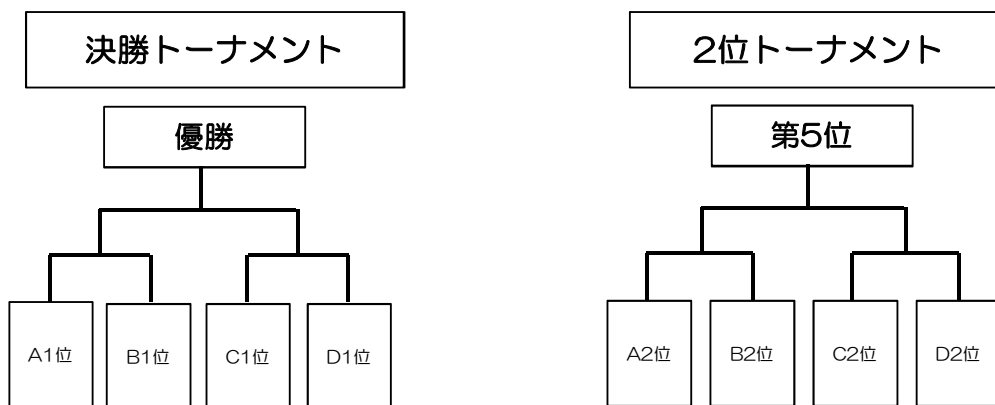 決勝トーナメント
優勝
A1位
B1位
C1位
D1位
2位トーナメント
第5位
A2位
B2位
C2位
D2位